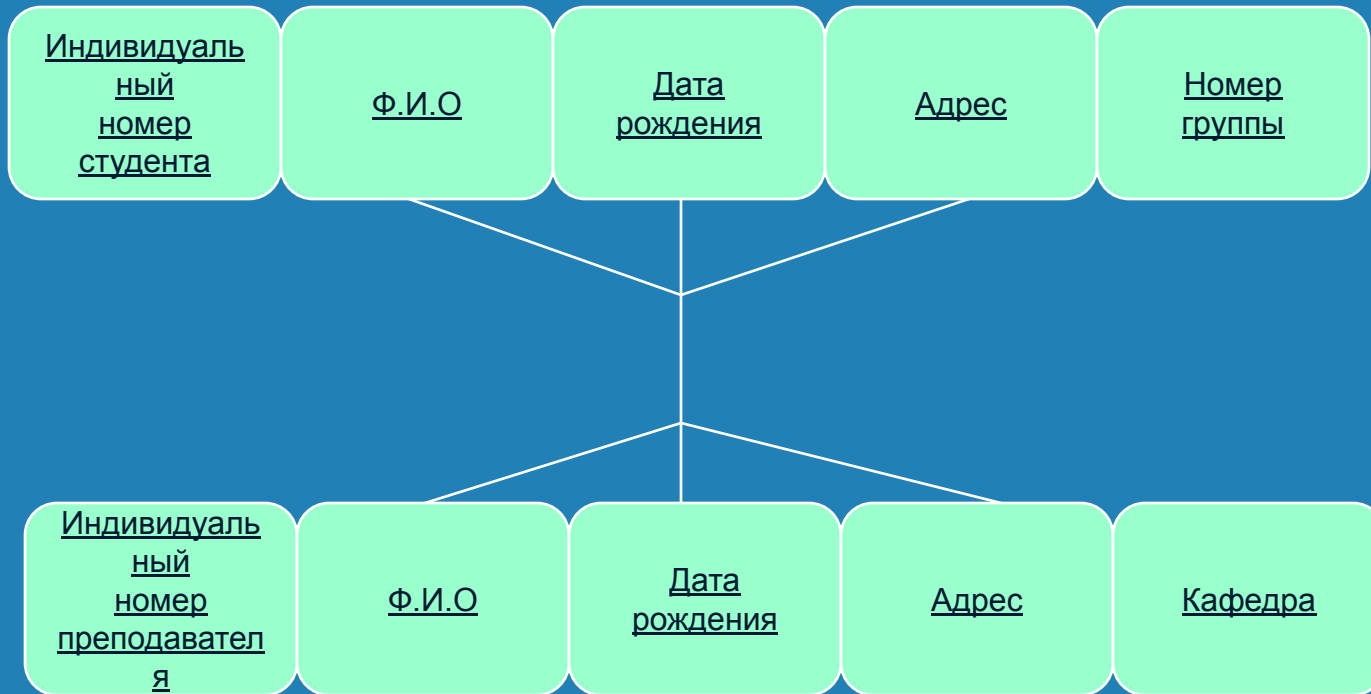 Индивидуаль
ный
номер
студента
Ф.И.О
Дата
рождения
Адрес
Номер
группы
Индивидуаль
ный
номер
преподавател
я
Ф.И.О
Дата
рождения
Адрес
Кафедра